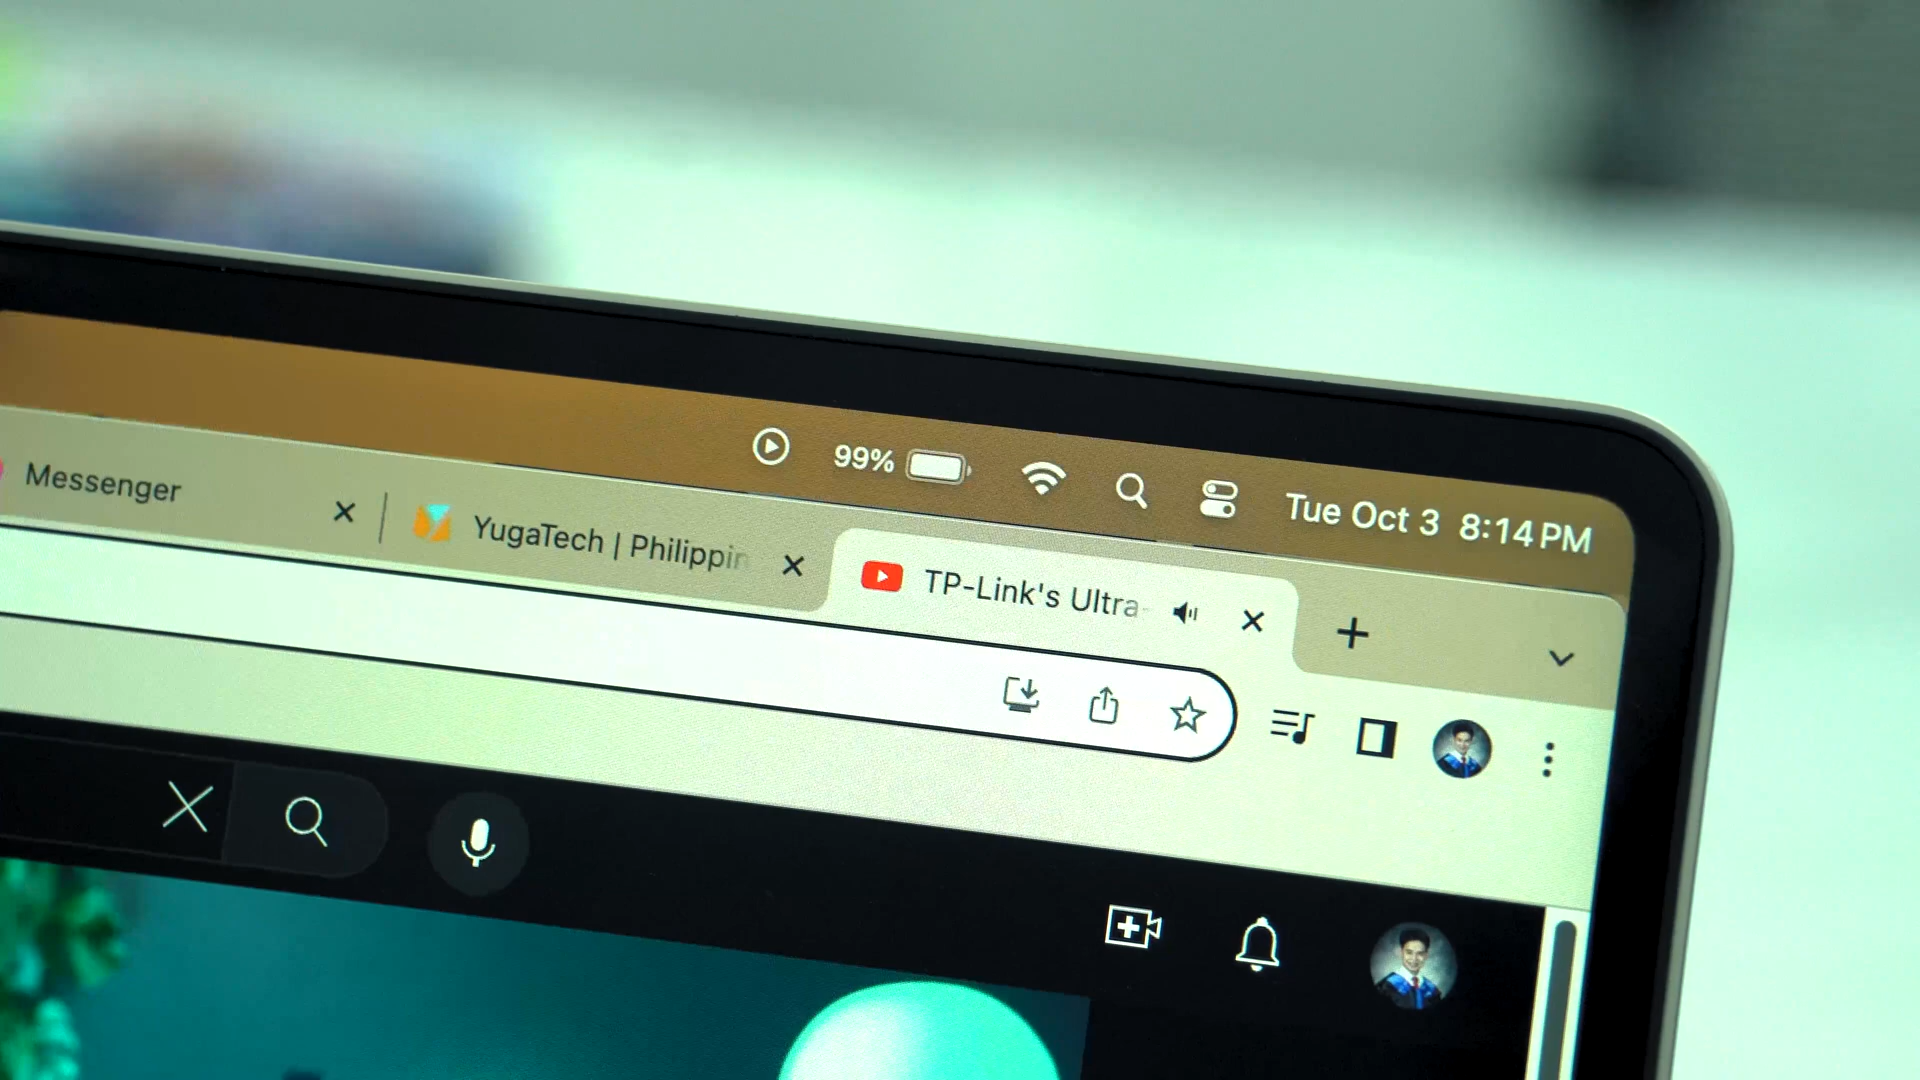 99% Tue Oct 3 8:14 PM
Messenger
YugaTech | Philippin
TP-Link's Ultra-